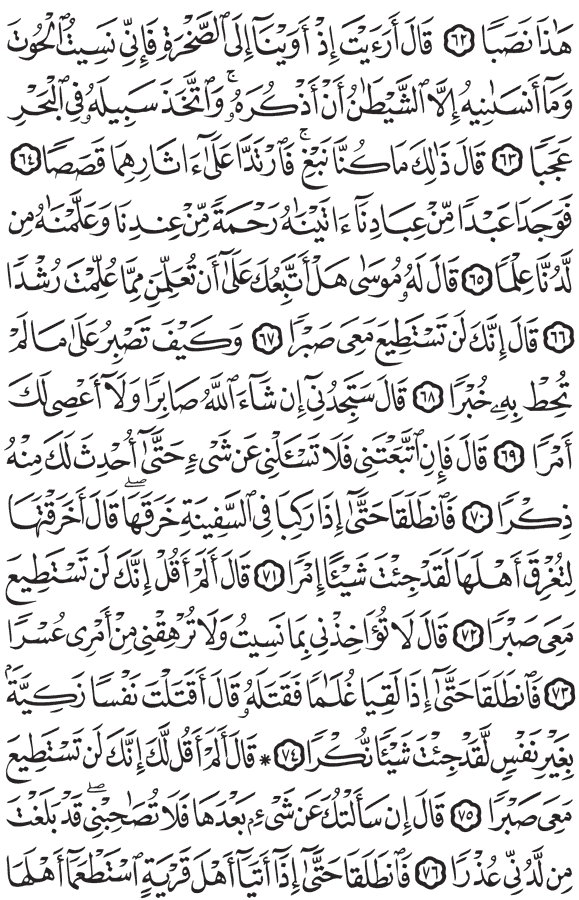 هَٰذَا نَصَبًا ٦٢ قَالَ أَرَءَيْتَ إِذْ أَوَيْنَآ إِلَى ٱلصَّخْرَةِ فَإِنِّي نَسِيتُ ٱلْحُوتَ
وَمَآ أَنسَىٰنِيهُ إِلَّا ٱلشَّيْطَٰنُ أَنْ أَذْكُرَهُۥۚ وَٱتَّخَذَ سَبِيلَهُۥ فِي ٱلْبَحْرِ
عَجَبًا ٦٣ قَالَ ذَٰلِكَ مَا كُنَّا نَبْغِۚ فَٱرْتَدَّا عَلَىٰٓ ءَاثَارِهِمَا قَصَصًا ٦٤
فَوَجَدَا عَبْدًا مِّنْ عِبَادِنَآ ءَاتَيْنَٰهُ رَحْمَةً مِّنْ عِندِنَا وَعَلَّمْنَٰهُ مِن
لَّدُنَّا عِلْمًا ٦٥ قَالَ لَهُۥ مُوسَىٰ هَلْ أَتَّبِعُكَ عَلَىٰٓ أَن تُعَلِّمَنِ مِمَّا عُلِّمْتَ رُشْدًا
٦٦ قَالَ إِنَّكَ لَن تَسْتَطِيعَ مَعِيَ صَبْرًا ٦٧ وَكَيْفَ تَصْبِرُ عَلَىٰ مَا لَمْ
تُحِطْ بِهِۦ خُبْرًا ٦٨ قَالَ سَتَجِدُنِيٓ إِن شَآءَ ٱللَّهُ صَابِرًا وَلَآ أَعْصِي لَكَ
أَمْرًا ٦٩ قَالَ فَإِنِ ٱتَّبَعْتَنِي فَلَا تَسْـَٔلْنِي عَن شَيْءٍ حَتَّىٰٓ أُحْدِثَ لَكَ مِنْهُ
ذِكْرًا ٧٠ فَٱنطَلَقَا حَتَّىٰٓ إِذَا رَكِبَا فِي ٱلسَّفِينَةِ خَرَقَهَاۖ قَالَ أَخَرَقْتَهَا
لِتُغْرِقَ أَهْلَهَا لَقَدْ جِئْتَ شَيْـًٔا إِمْرًا ٧١ قَالَ أَلَمْ أَقُلْ إِنَّكَ لَن تَسْتَطِيعَ
مَعِيَ صَبْرًا ٧٢ قَالَ لَا تُؤَاخِذْنِي بِمَا نَسِيتُ وَلَا تُرْهِقْنِي مِنْ أَمْرِي عُسْرًا
٧٣ فَٱنطَلَقَا حَتَّىٰٓ إِذَا لَقِيَا غُلَٰمًا فَقَتَلَهُۥ قَالَ أَقَتَلْتَ نَفْسًا زَكِيَّةَۢ
بِغَيْرِ نَفْسٍ لَّقَدْ جِئْتَ شَيْـًٔا نُّكْرًا ٧٤ * قَالَ أَلَمْ أَقُل لَّكَ إِنَّكَ لَن تَسْتَطِيعَ
مَعِيَ صَبْرًا ٧٥ قَالَ إِن سَأَلْتُكَ عَن شَيْءِۭ بَعْدَهَا فَلَا تُصَٰحِبْنِيۖ قَدْ بَلَغْتَ
مِن لَّدُنِّي عُذْرًا ٧٦ فَٱنطَلَقَا حَتَّىٰٓ إِذَآ أَتَيَآ أَهْلَ قَرْيَةٍ ٱسْتَطْعَمَآ أَهْلَهَا